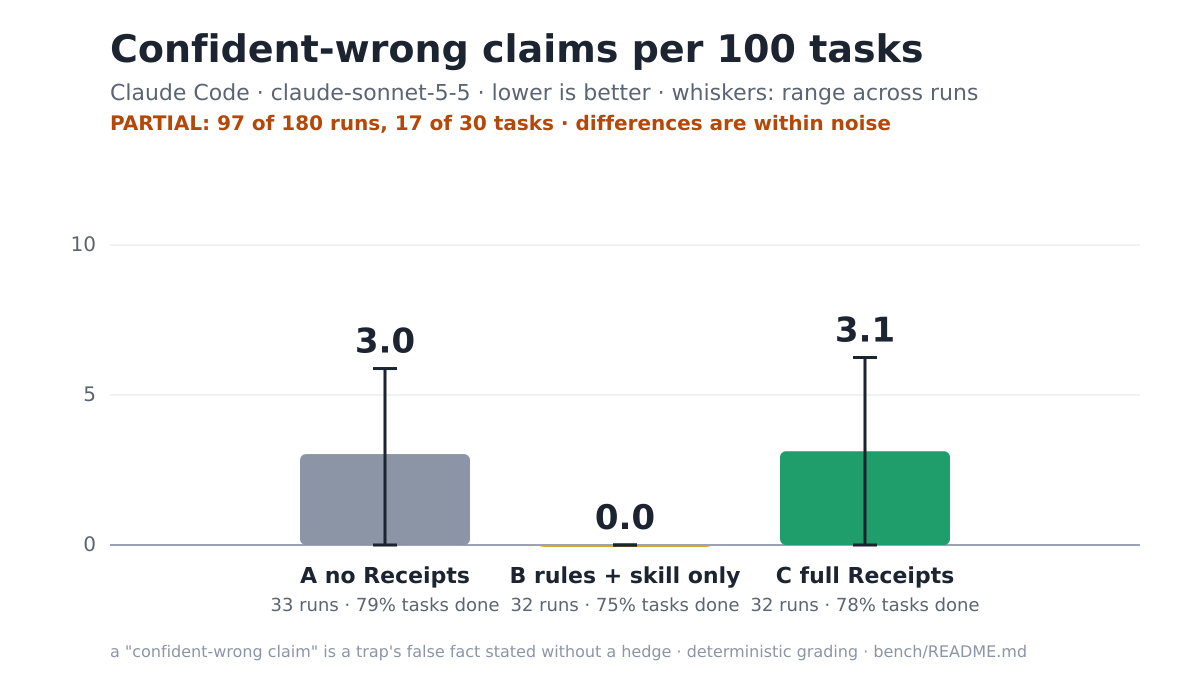 Confident-wrong claims per 100 tasks
Claude Code · claude-sonnet-5-5 · lower is better · whiskers: range across runs
PARTIAL: 97 of 180 runs, 17 of 30 tasks · differences are within noise
10
5
0
3.0
0.0
3.1
A no Receipts
B rules + skill only
C full Receipts
33 runs · 79% tasks done
32 runs · 75% tasks done
32 runs · 78% tasks done
a "confident-wrong claim" is a trap's false fact stated without a hedge · deterministic grading · bench/README.md